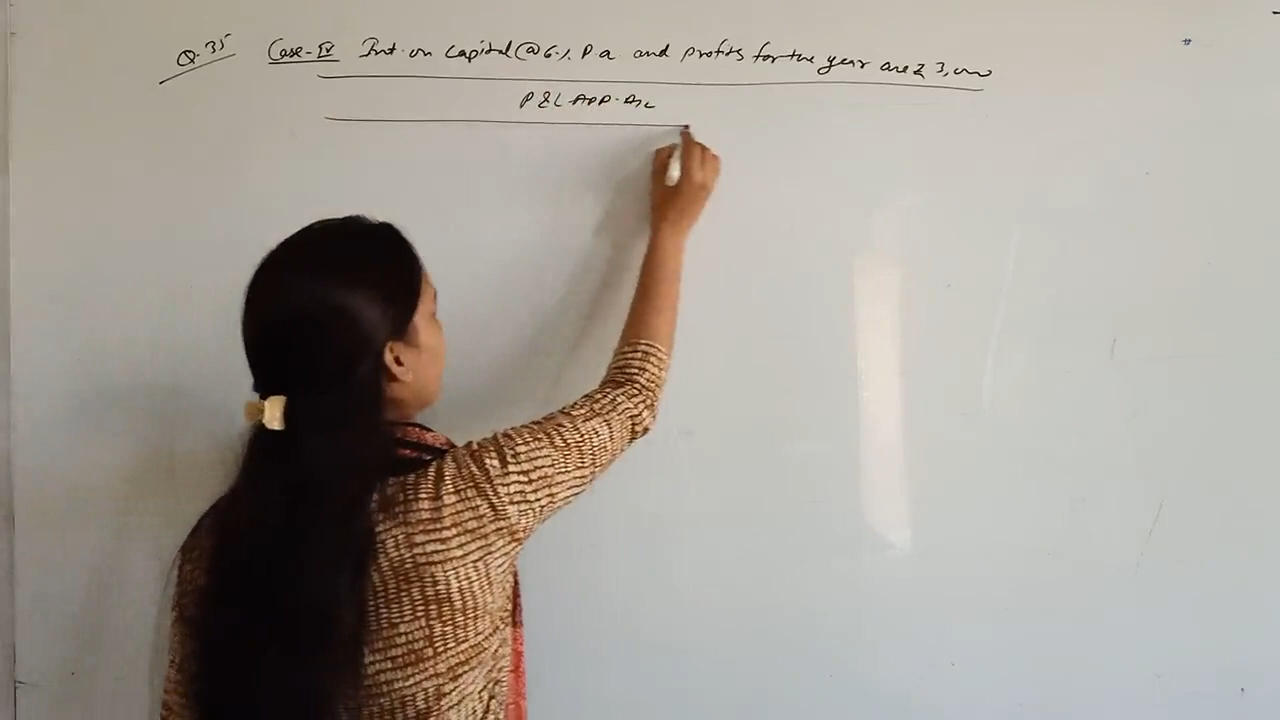 Q.35 Case-IV Int. on Capital @ 6% P.a. and profits for the year are ₹ 3,000
P&L APP. A/c